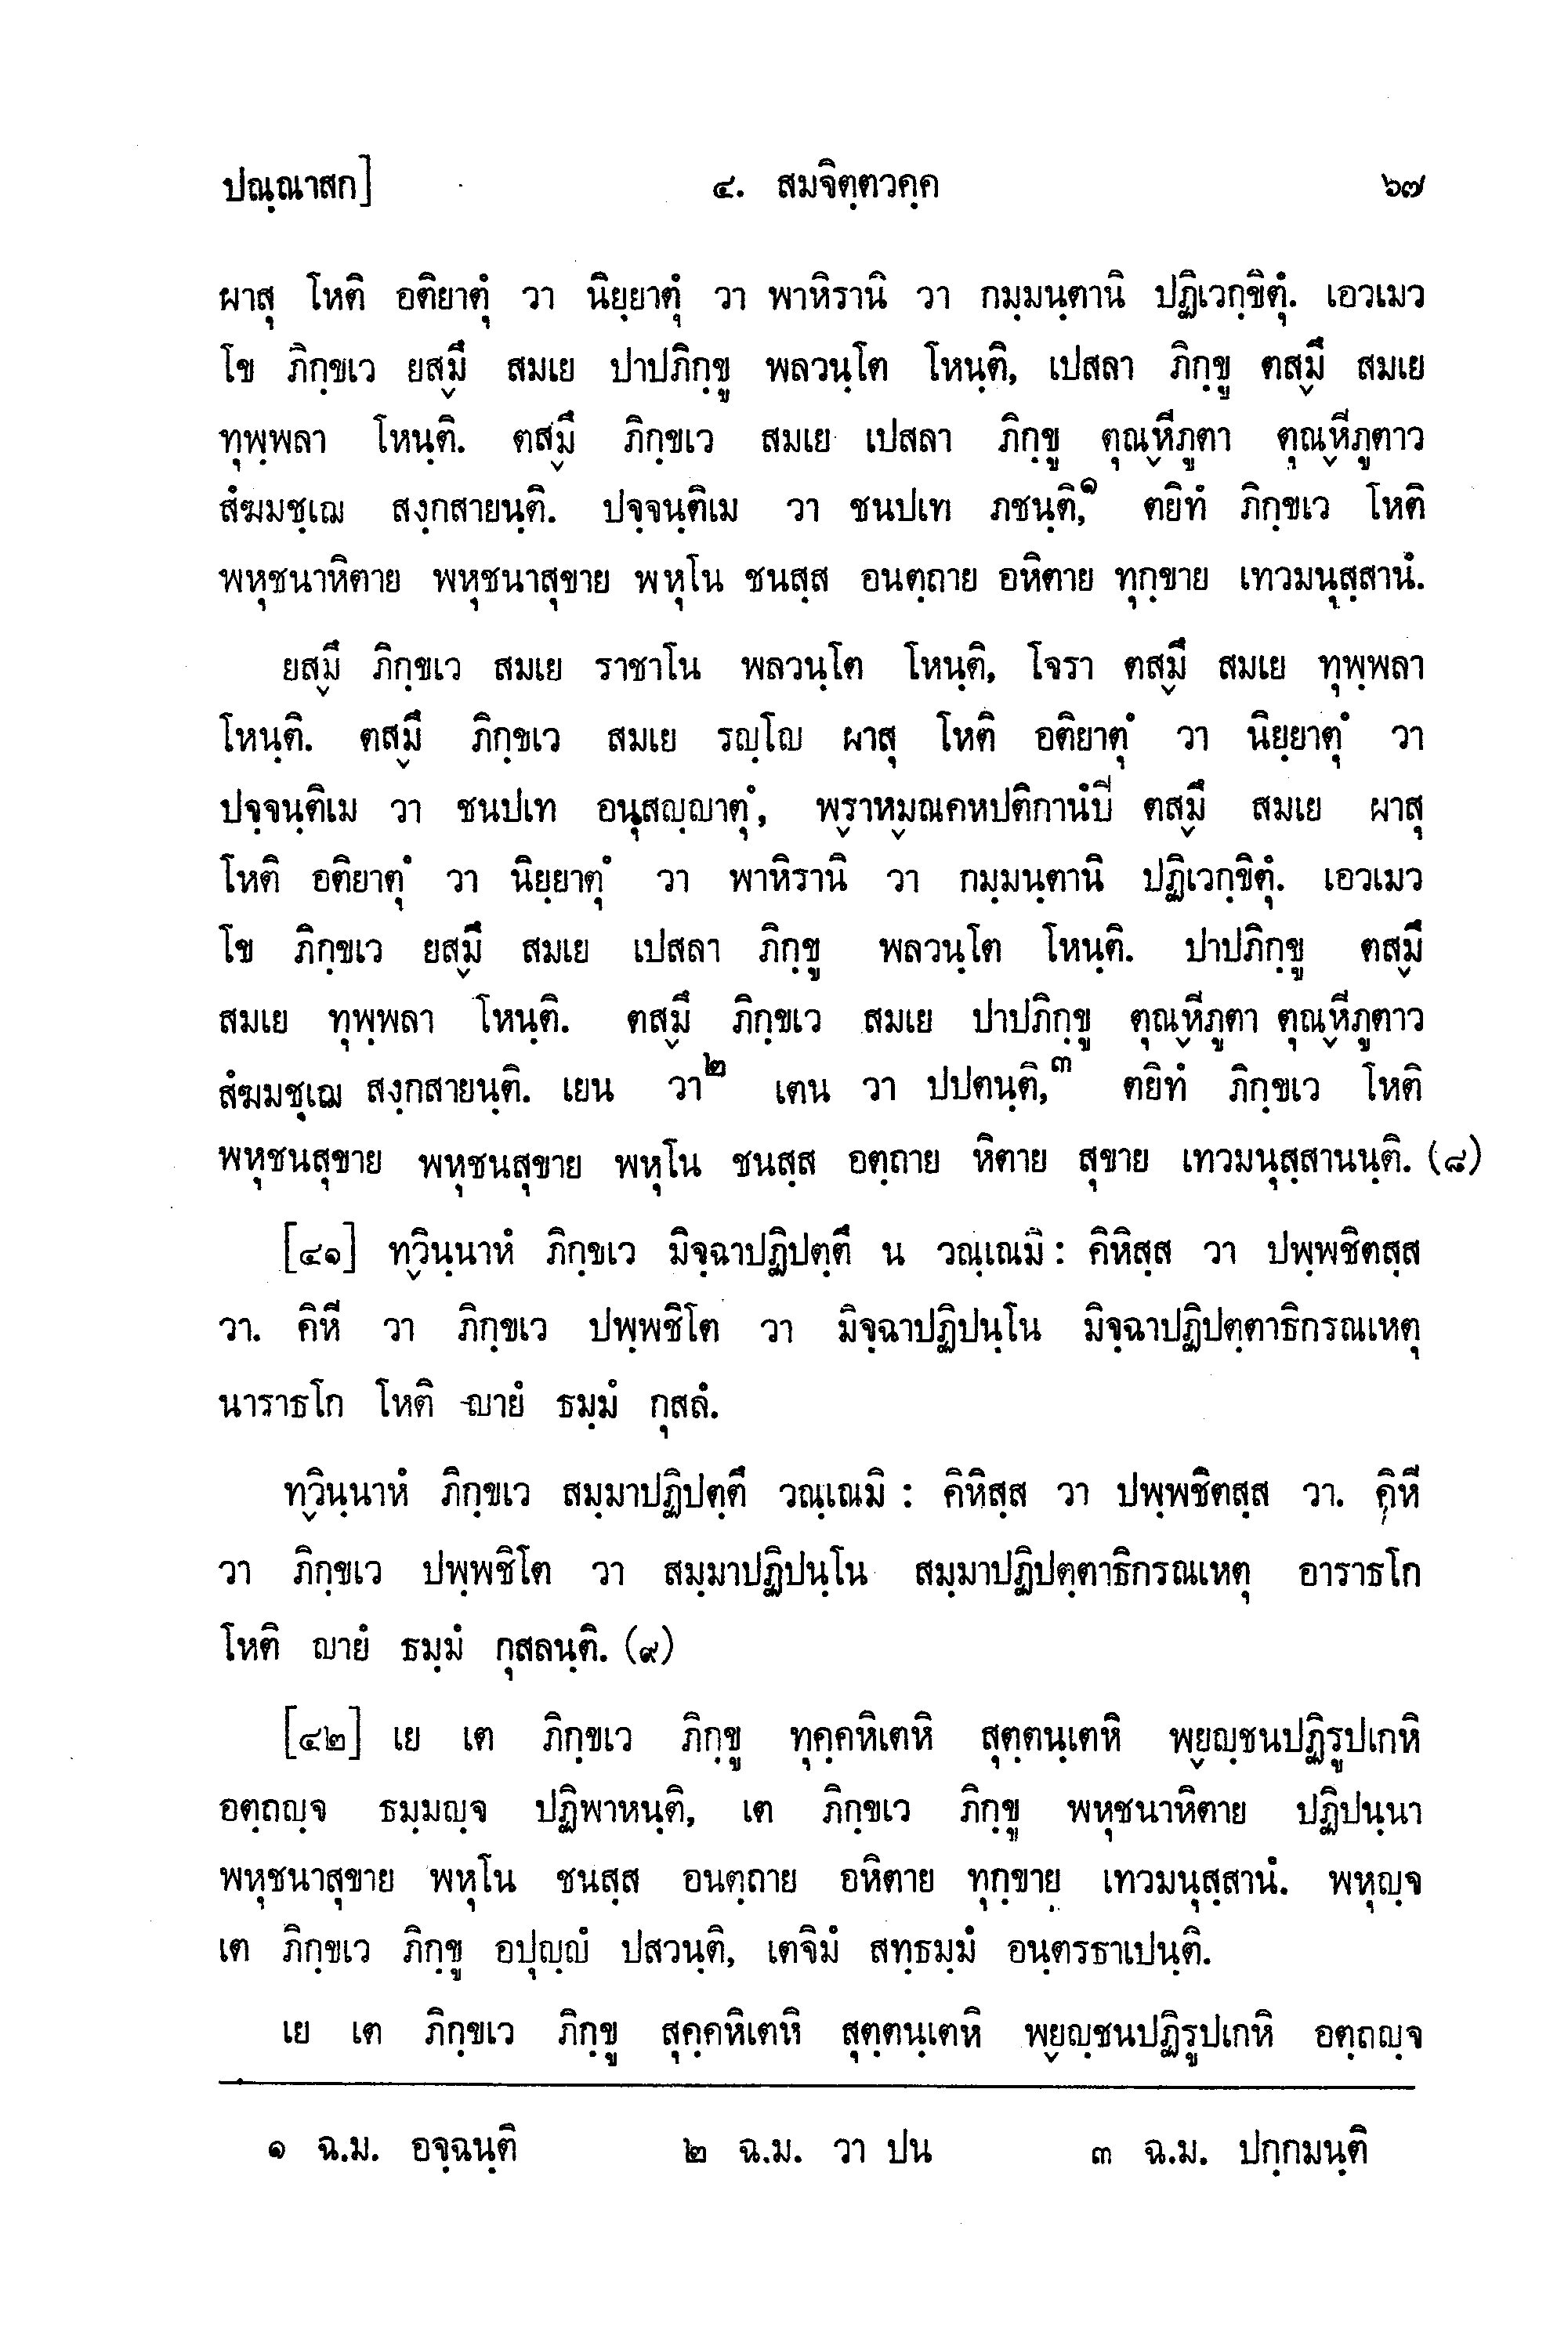 ปณฺณาสก] ๔. สมจิตฺตวคฺค ๖๗
ผาสุ โหติ อติยาตุํ วา นิยฺยาตุํ วา พาหิรานิ วา กมฺมนฺตานิ ปฏิเวกฺขิตุํ. เอวเมว
โข ภิกฺขเว ยสฺมึ สมเย ปาปภิกฺขู พลวนฺโต โหนฺติ, เปสลา ภิกฺขู ตสฺมึ สมเย
ทุพฺพลา โหนฺติ. ตสฺมึ ภิกฺขเว สมเย เปสลา ภิกฺขู ตุณฺหีภูตา ตุณฺหีภูตาว
สํฆมชฺเฌ สงฺกสายนฺติ. ปจฺจนฺติเม วา ชนปเท ภชนฺติ,๑ ตยิทํ ภิกฺขเว โหติ
พหุชนาหิตาย พหุชนาสุขาย พหุโน ชนสฺส อนตฺถาย อหิตาย ทุกฺขาย เทวมนุสฺสานํ.
ยสฺมึ ภิกฺขเว สมเย ราชาโน พลวนฺโต โหนฺติ, โจรา ตสฺมึ สมเย ทุพฺพลา
โหนฺติ. ตสฺมึ ภิกฺขเว สมเย รญฺโญ ผาสุ โหติ อติยาตุํ วา นิยฺยาตุํ วา
ปจฺจนฺติเม วา ชนปเท อนุสญฺญาตุํ, พฺราหฺมณคหปติกานํปิ ตสฺมึ สมเย ผาสุ
โหติ อติยาตุํ วา นิยฺยาตุํ วา พาหิรานิ วา กมฺมนฺตานิ ปฏิเวกฺขิตุํ. เอวเมว
โข ภิกฺขเว ยสฺมึ สมเย เปสลา ภิกฺขู พลวนฺโต โหนฺติ. ปาปภิกฺขู ตสฺมึ
สมเย ทุพฺพลา โหนฺติ. ตสฺมึ ภิกฺขเว สมเย ปาปภิกฺขู ตุณฺหีภูตา ตุณฺหีภูตาว
สํฆมชฺเฌ สงฺกสายนฺติ. เยน วา๒ เตน วา ปปตนฺติ,๓ ตยิทํ ภิกฺขเว โหติ
พหุชนสุขาย พหุชนสุขาย พหุโน ชนสฺส อตฺถาย หิตาย สุขาย เทวมนุสฺสานนฺติ. (๘)
[๔๑] ทฺวินฺนาหํ ภิกฺขเว มิจฺฉาปฏิปตฺตึ น วณฺเณมิ : คิหิสฺส วา ปพฺพชิตสฺส
วา. คิหี วา ภิกฺขเว ปพฺพชิโต วา มิจฺฉาปฏิปนฺโน มิจฺฉาปฏิปตฺตาธิกรณเหตุ
นาราธโก โหติ ญายํ ธมฺมํ กุสลํ.
ทฺวินฺนาหํ ภิกฺขเว สมฺมาปฏิปตฺตึ วณฺเณมิ : คิหิสฺส วา ปพฺพชิตสฺส วา. คิหี
วา ภิกฺขเว ปพฺพชิโต วา สมฺมาปฏิปนฺโน สมฺมาปฏิปตฺตาธิกรณเหตุ อาราธโก
โหติ ญายํ ธมฺมํ กุสลนฺติ. (๙)
[๔๒] เย เต ภิกฺขเว ภิกฺขู ทุคฺคหิเตหิ สุตฺตนฺเตหิ พฺยญฺชนปฏิรูปเกหิ
อตฺถญฺจ ธมฺมญฺจ ปฏิพาหนฺติ, เต ภิกฺขเว ภิกฺขู พหุชนาหิตาย ปฏิปนฺนา
พหุชนาสุขาย พหุโน ชนสฺส อนตฺถาย อหิตาย ทุกฺขาย เทวมนุสฺสานํ. พหุญฺจ
เต ภิกฺขเว ภิกฺขู อปุญฺญํ ปสวนฺติ, เตจิมํ สทฺธมฺมํ อนฺตรธาเปนฺติ.
เย เต ภิกฺขเว ภิกฺขู สุคฺคหิเตหิ สุตฺตนฺเตหิ พฺยญฺชนปฏิรูปเกหิ อตฺถญฺจ
๑ ฉ.ม. อจฺฉนฺติ ๒ ฉ.ม. วา ปน ๓ ฉ.ม. ปกฺกมนฺติ